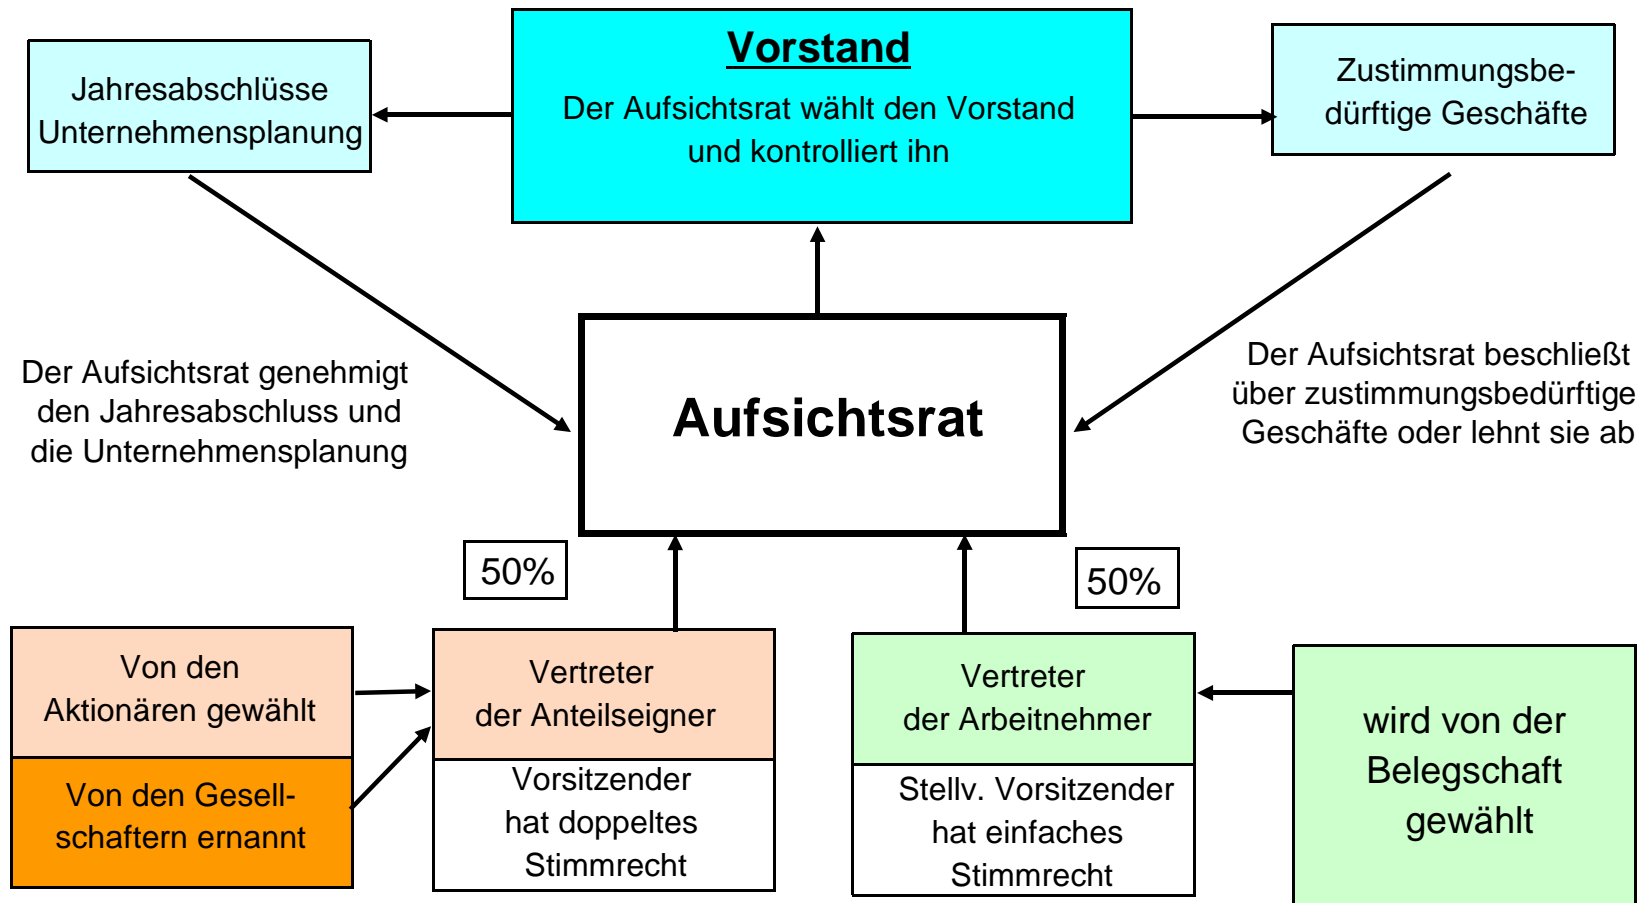 Vorstand
Der Aufsichtsrat wählt den Vorstand
und kontrolliert ihn
Jahresabschlüsse
Unternehmensplanung
Zustimmungsbe-
dürftige Geschäfte
Der Aufsichtsrat genehmigt
den Jahresabschluss und
die Unternehmensplanung
Aufsichtsrat
Der Aufsichtsrat beschließt
über zustimmungsbedürftige
Geschäfte oder lehnt sie ab
50%
50%
Von den
Aktionären gewählt
Von den Gesell-
schaftern ernannt
Vertreter
der Anteilseigner
Vorsitzender
hat doppeltes
Stimmrecht
Vertreter
der Arbeitnehmer
Stellv. Vorsitzender
hat einfaches
Stimmrecht
wird von der
Belegschaft
gewählt